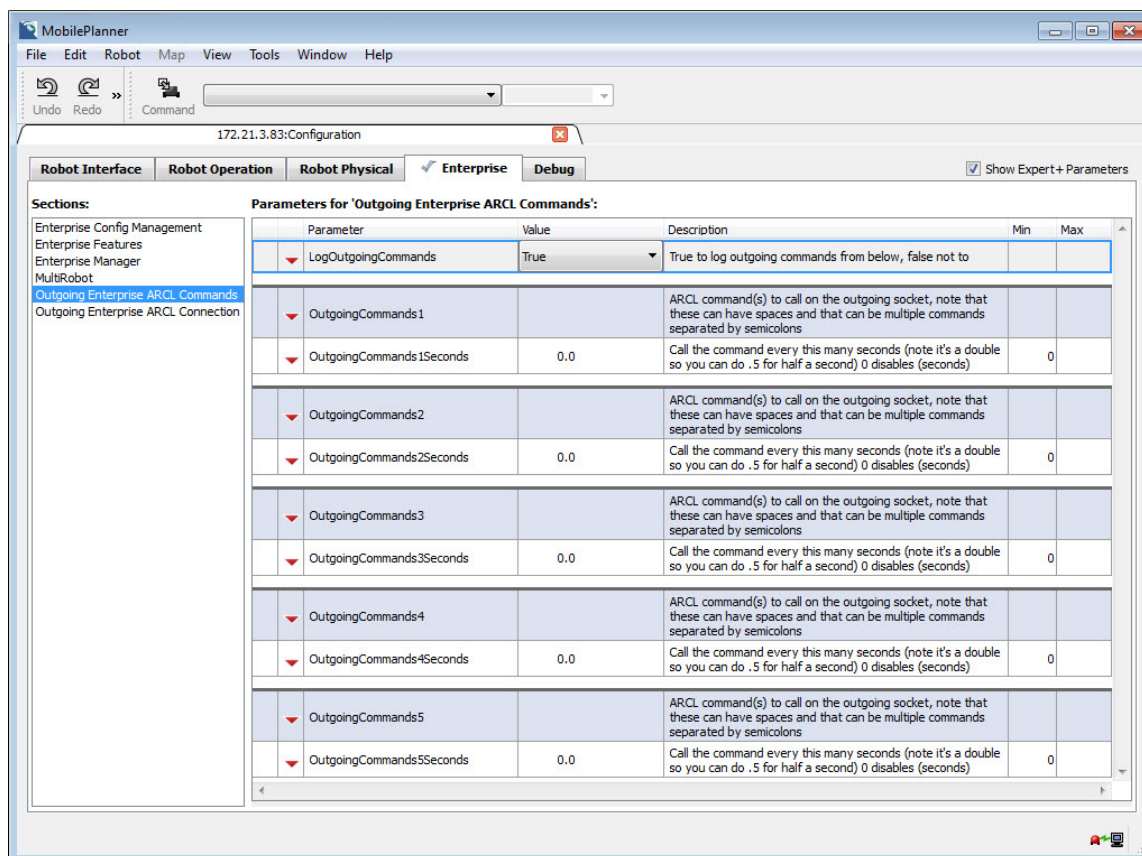 MobilePlanner
File Edit Robot Map View Tools Window Help
Undo Redo » Command
172.21.3.83:Configuration
Robot Interface Robot Operation Robot Physical Enterprise Debug Show Expert+ Parameters
Sections:
Enterprise Config Management
Enterprise Features
Enterprise Manager
MultiRobot
Outgoing Enterprise ARCL Commands
Outgoing Enterprise ARCL Connection
Parameters for 'Outgoing Enterprise ARCL Commands':
Parameter Value Description Min Max
LogOutgoingCommands True True to log outgoing commands from below, false not to
OutgoingCommands1
ARCL command(s) to call on the outgoing socket, note that
these can have spaces and that can be multiple commands
separated by semicolons
OutgoingCommands1Seconds 0.0
Call the command every this many seconds (note it's a double
so you can do .5 for half a second) 0 disables (seconds)
0
OutgoingCommands2
ARCL command(s) to call on the outgoing socket, note that
these can have spaces and that can be multiple commands
separated by semicolons
OutgoingCommands2Seconds 0.0
Call the command every this many seconds (note it's a double
so you can do .5 for half a second) 0 disables (seconds)
0
OutgoingCommands3
ARCL command(s) to call on the outgoing socket, note that
these can have spaces and that can be multiple commands
separated by semicolons
OutgoingCommands3Seconds 0.0
Call the command every this many seconds (note it's a double
so you can do .5 for half a second) 0 disables (seconds)
0
OutgoingCommands4
ARCL command(s) to call on the outgoing socket, note that
these can have spaces and that can be multiple commands
separated by semicolons
OutgoingCommands4Seconds 0.0
Call the command every this many seconds (note it's a double
so you can do .5 for half a second) 0 disables (seconds)
0
OutgoingCommands5
ARCL command(s) to call on the outgoing socket, note that
these can have spaces and that can be multiple commands
separated by semicolons
OutgoingCommands5Seconds 0.0
Call the command every this many seconds (note it's a double
so you can do .5 for half a second) 0 disables (seconds)
0